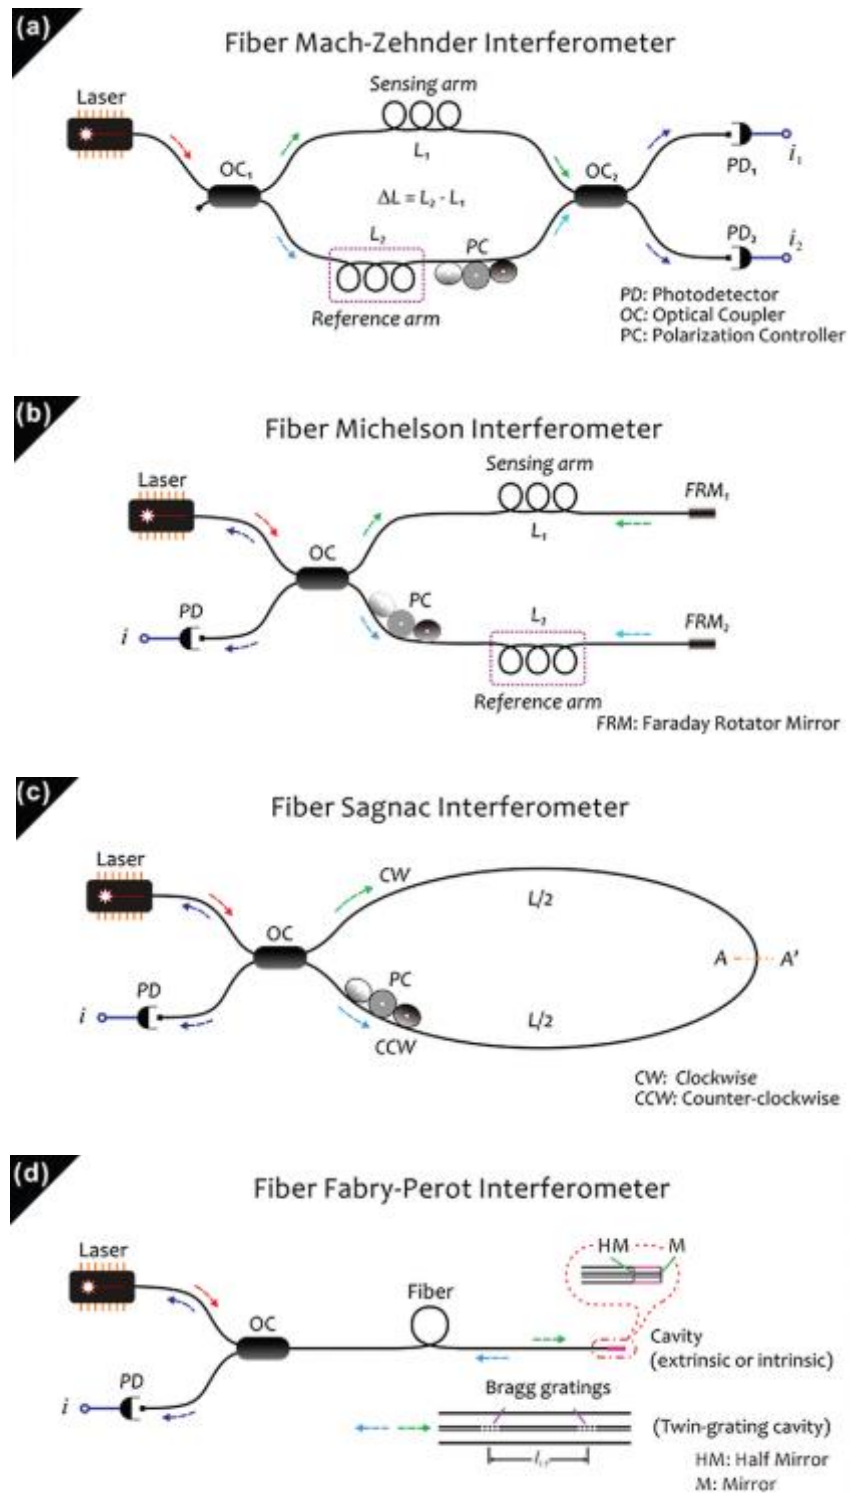 (a)
Fiber Mach-Zehnder Interferometer
Laser
Sensing arm
L₁
OC₁
OC₂
ΔL = L₂ - L₁
L₂
PC
Reference arm
PD₁
i₁
PD₂
i₂
PD: Photodetector
OC: Optical Coupler
PC: Polarization Controller
(b)
Fiber Michelson Interferometer
Laser
Sensing arm
FRM₁
L₁
OC
PD
i
PC
L₂
FRM₂
Reference arm
FRM: Faraday Rotator Mirror
(c)
Fiber Sagnac Interferometer
Laser
CW
L/2
OC
A
A'
PD
i
PC
L/2
CCW
CW: Clockwise
CCW: Counter-clockwise
(d)
Fiber Fabry-Perot Interferometer
Laser
HM
M
Fiber
OC
Cavity
(extrinsic or intrinsic)
PD
i
Bragg gratings
(Twin-grating cavity)
HM: Half Mirror
M: Mirror